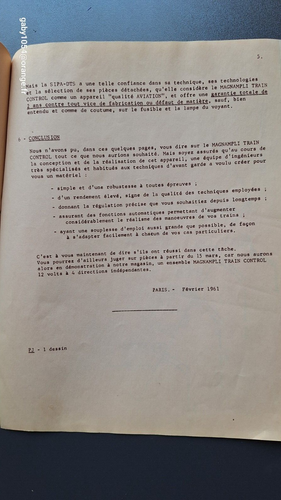 5.
Mais la SIPA-OTS a une telle confiance dans sa technique, ses technologies
et la sélection de ses pièces détachées, qu'elle considère le MAGNAMPLI TRAIN
CONTROL comme un appareil "qualité AVIATION", et offre une garantie totale de
1 ans contre tout vice de fabrication ou défaut de matière, sauf, bien
entendu et comme de coutume, sur le fusible et la lampe du voyant.
CONCLUSION
Nous n'avons pu, dans ces quelques pages, vous dire sur le MAGNAMPLI TRAIN
CONTROL tout ce que nous aurions souhaité. Mais soyez assurés qu'au cours de
la conception et de la réalisation de cet appareil, une équipe d'ingénieurs
très spécialisés et habitués aux techniques d'avant garde a voulu créer pour
vous un matériel :
- simple et d'une robustesse à toutes épreuves ;
- d'un rendement élevé, signe de la qualité des techniques employées ;
- donnant la régulation précise que vous souhaitiez depuis longtemps ;
- assurant des fonctions automatiques permettant d'augmenter
considérablement le réalisme des manoeuvres de vos trains ;
- ayant une souplesse d'emploi aussi grande que possible, de façon
à s'adapter facilement à chacun de vos cas particuliers.
C'est à vous maintenant de dire s'ils ont réussi dans cette tâche.
Vous pourrez d'ailleurs juger sur pièces à partir du 15 mars, car nous aurons
alors en démonstration à notre magasin, un ensemble MAGNAMPLI TRAIN CONTROL
12 volts à 4 directions indépendantes.
PARIS.- Février 1961
PJ - 1 dessin